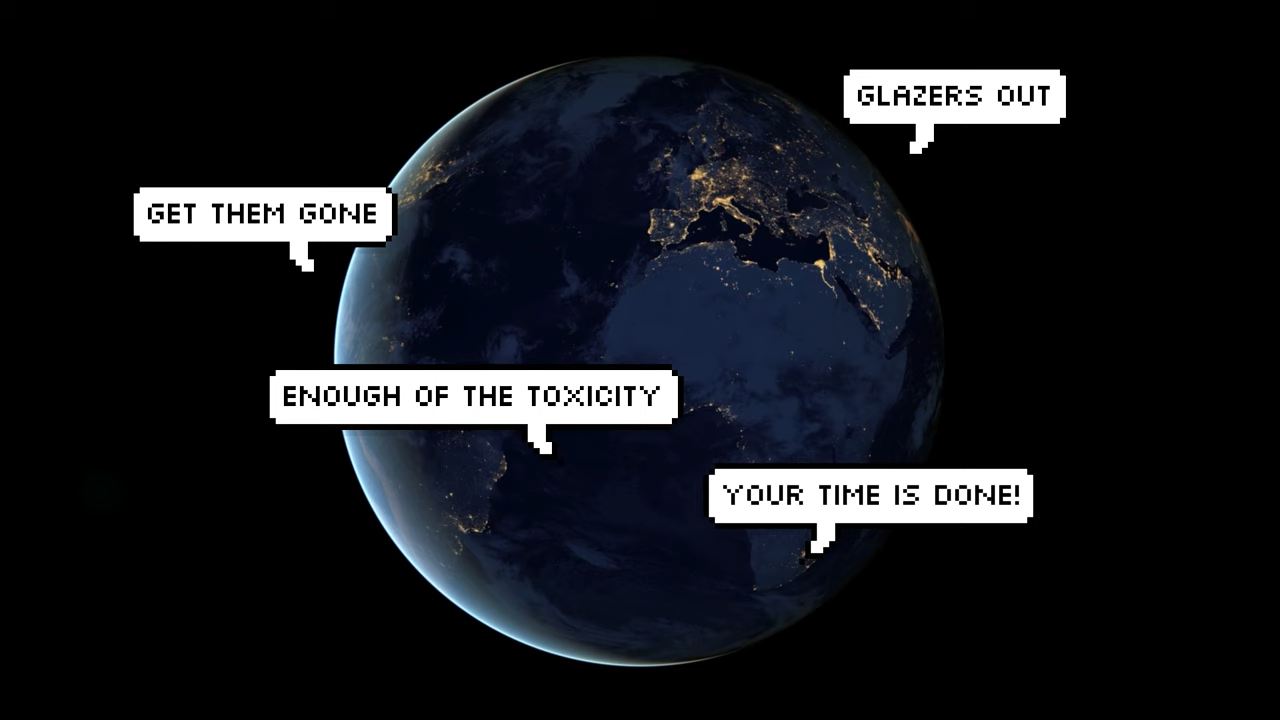 GLAZERS OUT
GET THEM GONE
ENOUGH OF THE TOXICITY
YOUR TIME IS DONE!